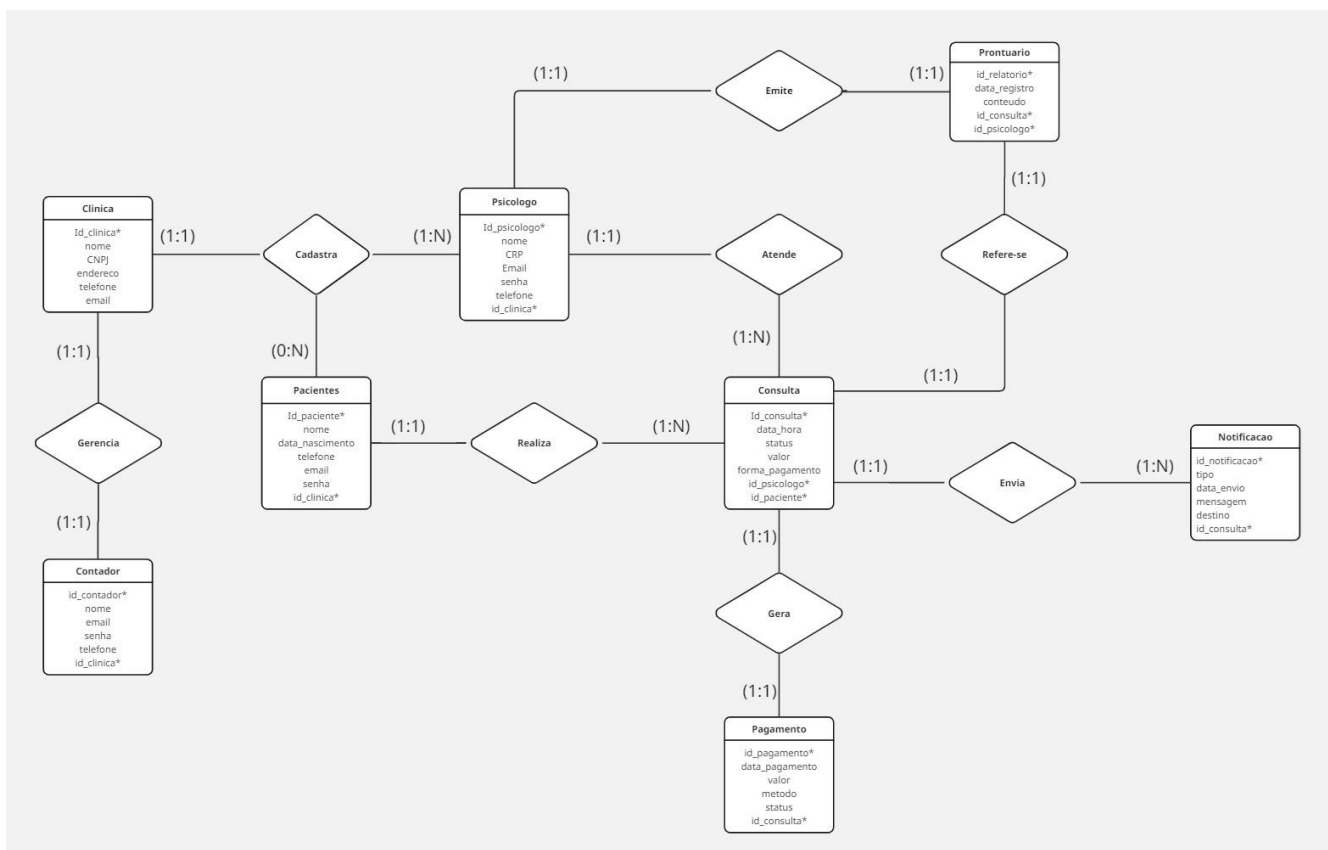 Prontuario
id_relatorio*
data_registro
conteudo
id_consulta*
id_psicologo*
(1:1)
Emite
(1:1)
(1:1)
Clinica
Id_clinica*
nome
CNPJ
endereco
telefone
email
(1:1)
Cadastra
(1:N)
Psicologo
Id_psicologo*
nome
CRP
Email
senha
telefone
id_clinica*
(1:1)
Atende
Refere-se
(1:1)
(0:N)
(1:N)
(1:1)
Gerencia
Pacientes
Id_paciente*
nome
data_nascimento
telefone
email
senha
id_clinica*
(1:1)
Realiza
(1:N)
Consulta
Id_consulta*
data_hora
status
valor
forma_pagamento
id_psicologo*
id_paciente*
(1:1)
Envia
(1:N)
Notificacao
id_notificacao*
tipo
data_envio
mensagem
destino
id_consulta*
(1:1)
(1:1)
Contador
id_contador*
nome
email
senha
telefone
id_clinica*
Gera
(1:1)
Pagamento
id_pagamento*
data_pagamento
valor
metodo
status
id_consulta*